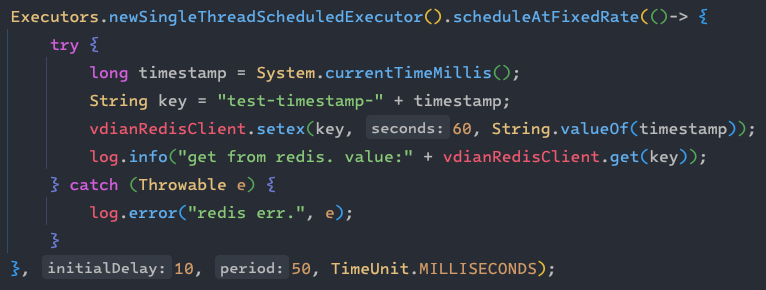 Executors.newSingleThreadScheduledExecutor().scheduleAtFixedRate(()-> {
try {
long timestamp = System.currentTimeMillis();
String key = "test-timestamp-" + timestamp;
vdianRedisClient.setex(key, seconds: 60, String.valueOf(timestamp));
log.info("get from redis. value:" + vdianRedisClient.get(key));
} catch (Throwable e) {
log.error("redis err.", e);
}
}, initialDelay: 10, period: 50, TimeUnit.MILLISECONDS);